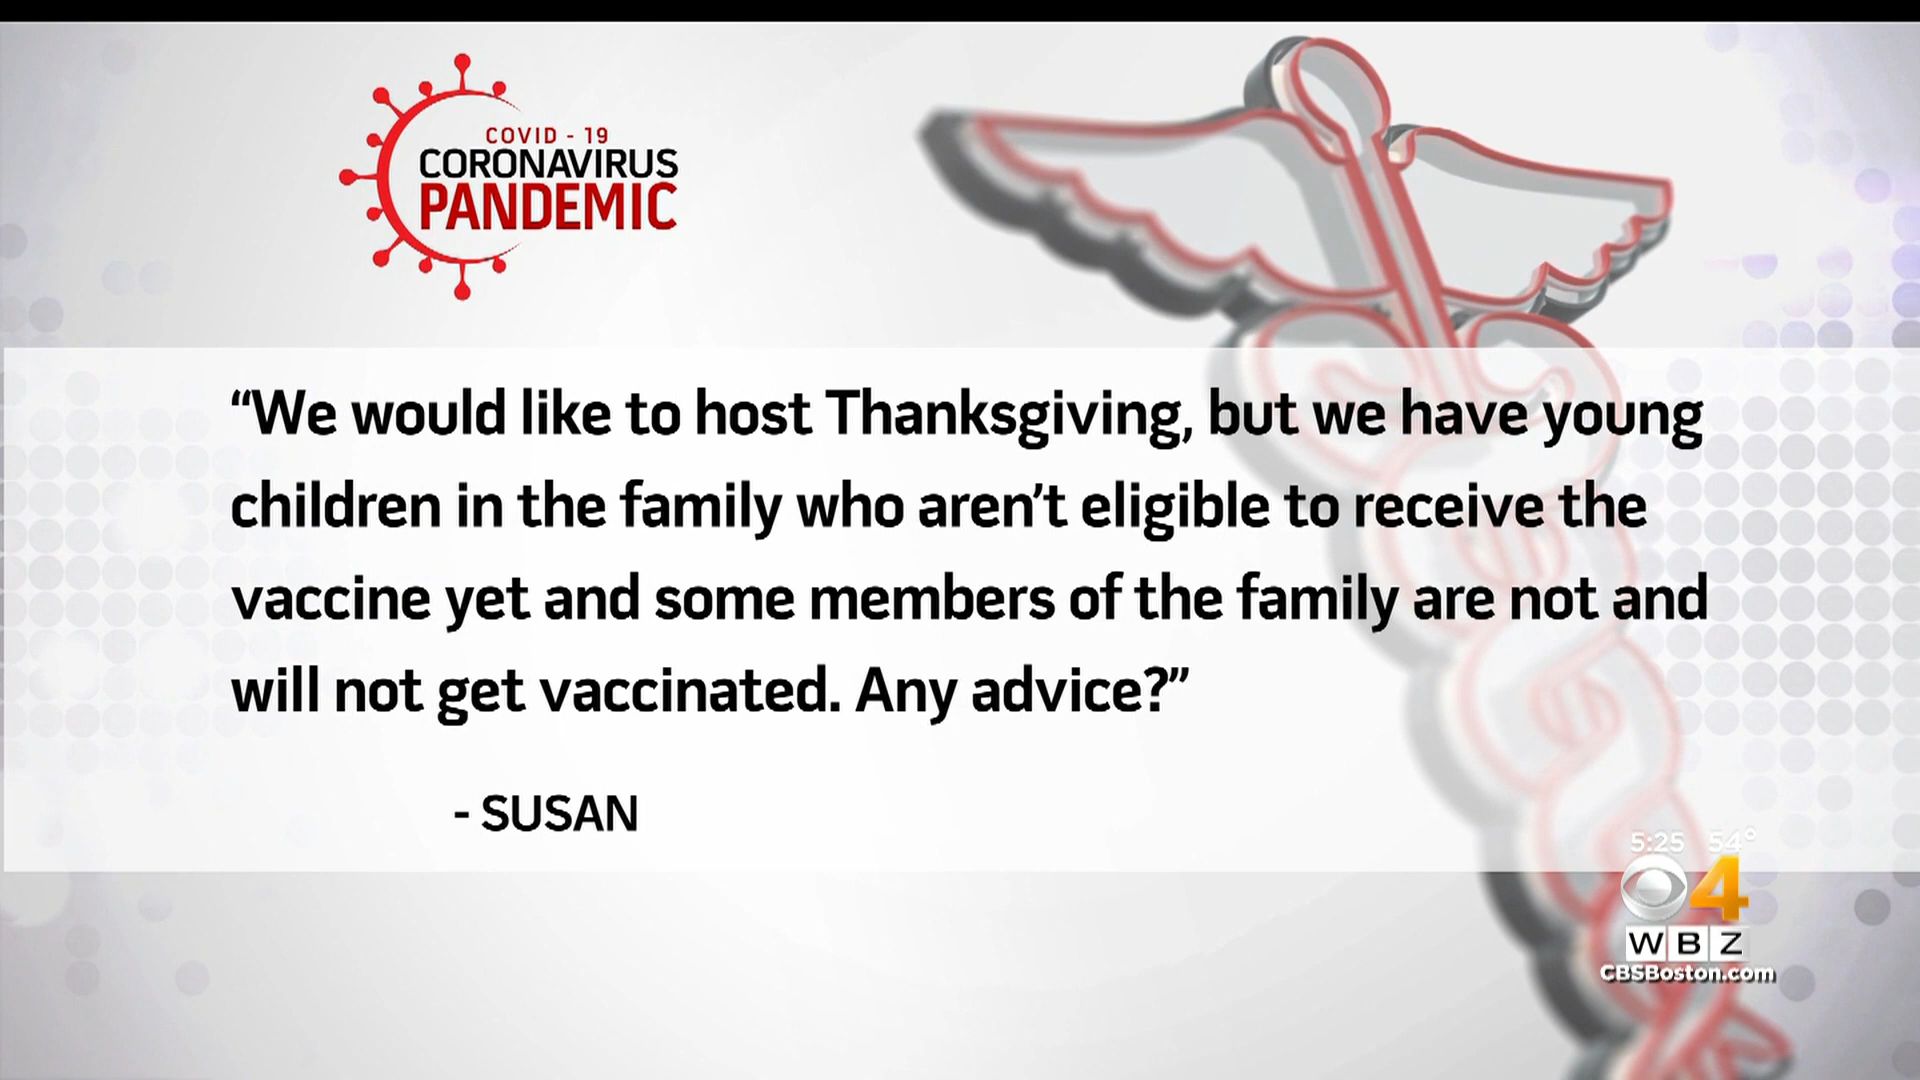 COVID - 19
CORONAVIRUS
PANDEMIC
“We would like to host Thanksgiving, but we have young
children in the family who aren’t eligible to receive the
vaccine yet and some members of the family are not and
will not get vaccinated. Any advice?”
- SUSAN
5:25 54°
4
WBZ
CBSBoston.com